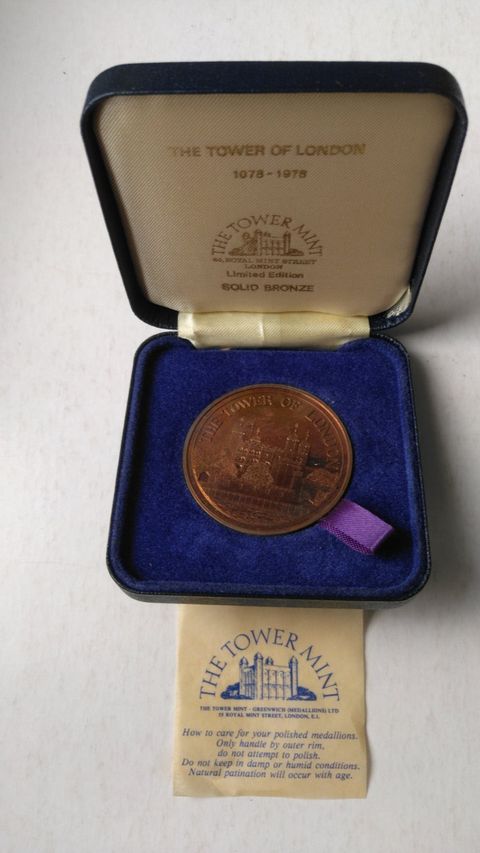 THE TOWER OF LONDON
1078-1978
THE TOWER MINT
ROYAL MINT STREET
LONDON
Limited Edition
SOLID BRONZE
THE TOWER OF LONDON
THE TOWER MINT
THE TOWER MINT - GREENWICH (MEDALLIONS) LTD
ROYAL MINT STREET, LONDON, E.1.
How to care for your polished medallions.
Only handle by outer rim,
do not attempt to polish.
Do not keep in damp or humid conditions.
Natural patination will occur with age.